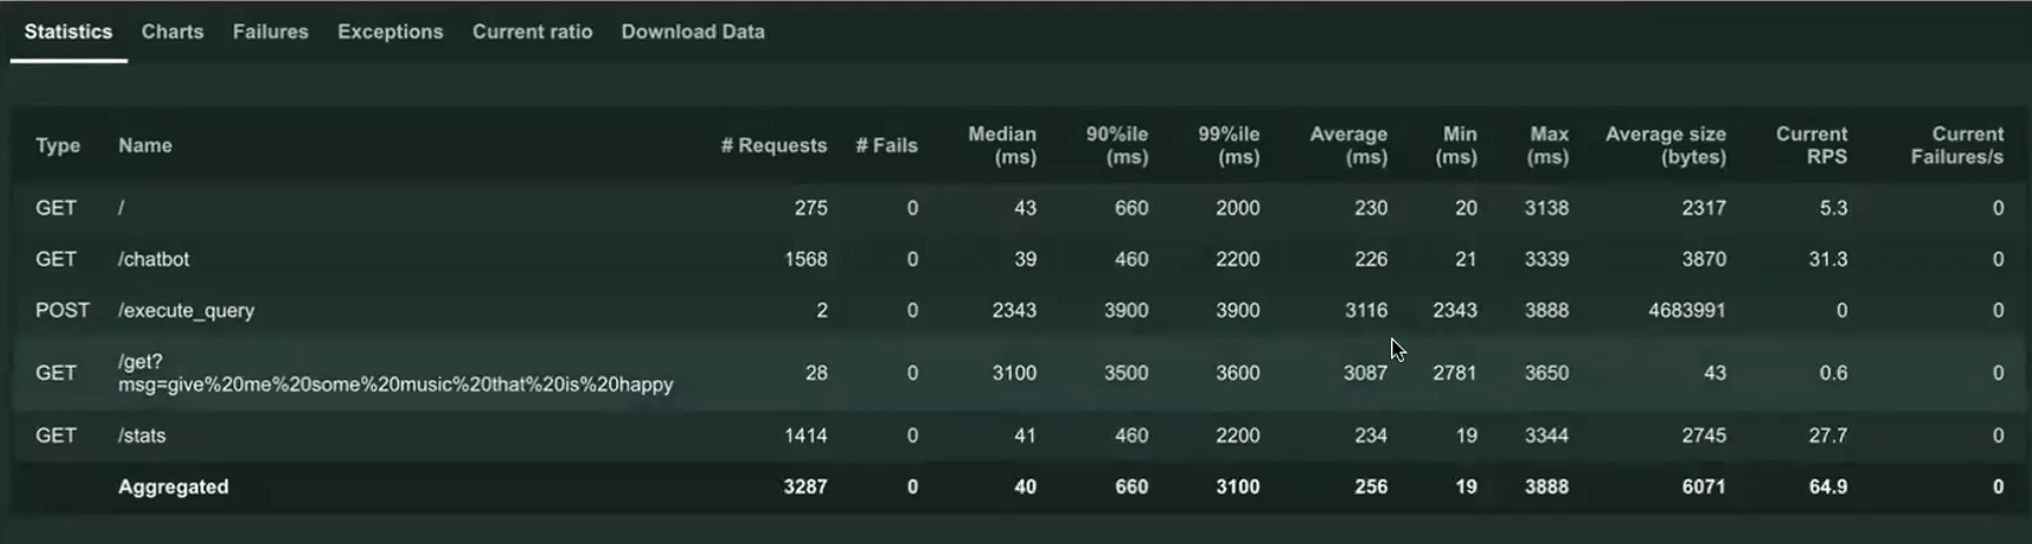 Statistics Charts Failures Exceptions Current ratio Download Data
Type Name # Requests # Fails Median (ms) 90%ile (ms) 99%ile (ms) Average (ms) Min (ms) Max (ms) Average size (bytes) Current RPS Current Failures/s
GET / 275 0 43 660 2000 230 20 3138 2317 5.3 0
GET /chatbot 1568 0 39 460 2200 226 21 3339 3870 31.3 0
POST /execute_query 2 0 2343 3900 3900 3116 2343 3888 4683991 0 0
GET /get?
msg=give%20me%20some%20music%20that%20is%20happy 28 0 3100 3500 3600 3087 2781 3650 43 0.6 0
GET /stats 1414 0 41 460 2200 234 19 3344 2745 27.7 0
Aggregated 3287 0 40 660 3100 256 19 3888 6071 64.9 0